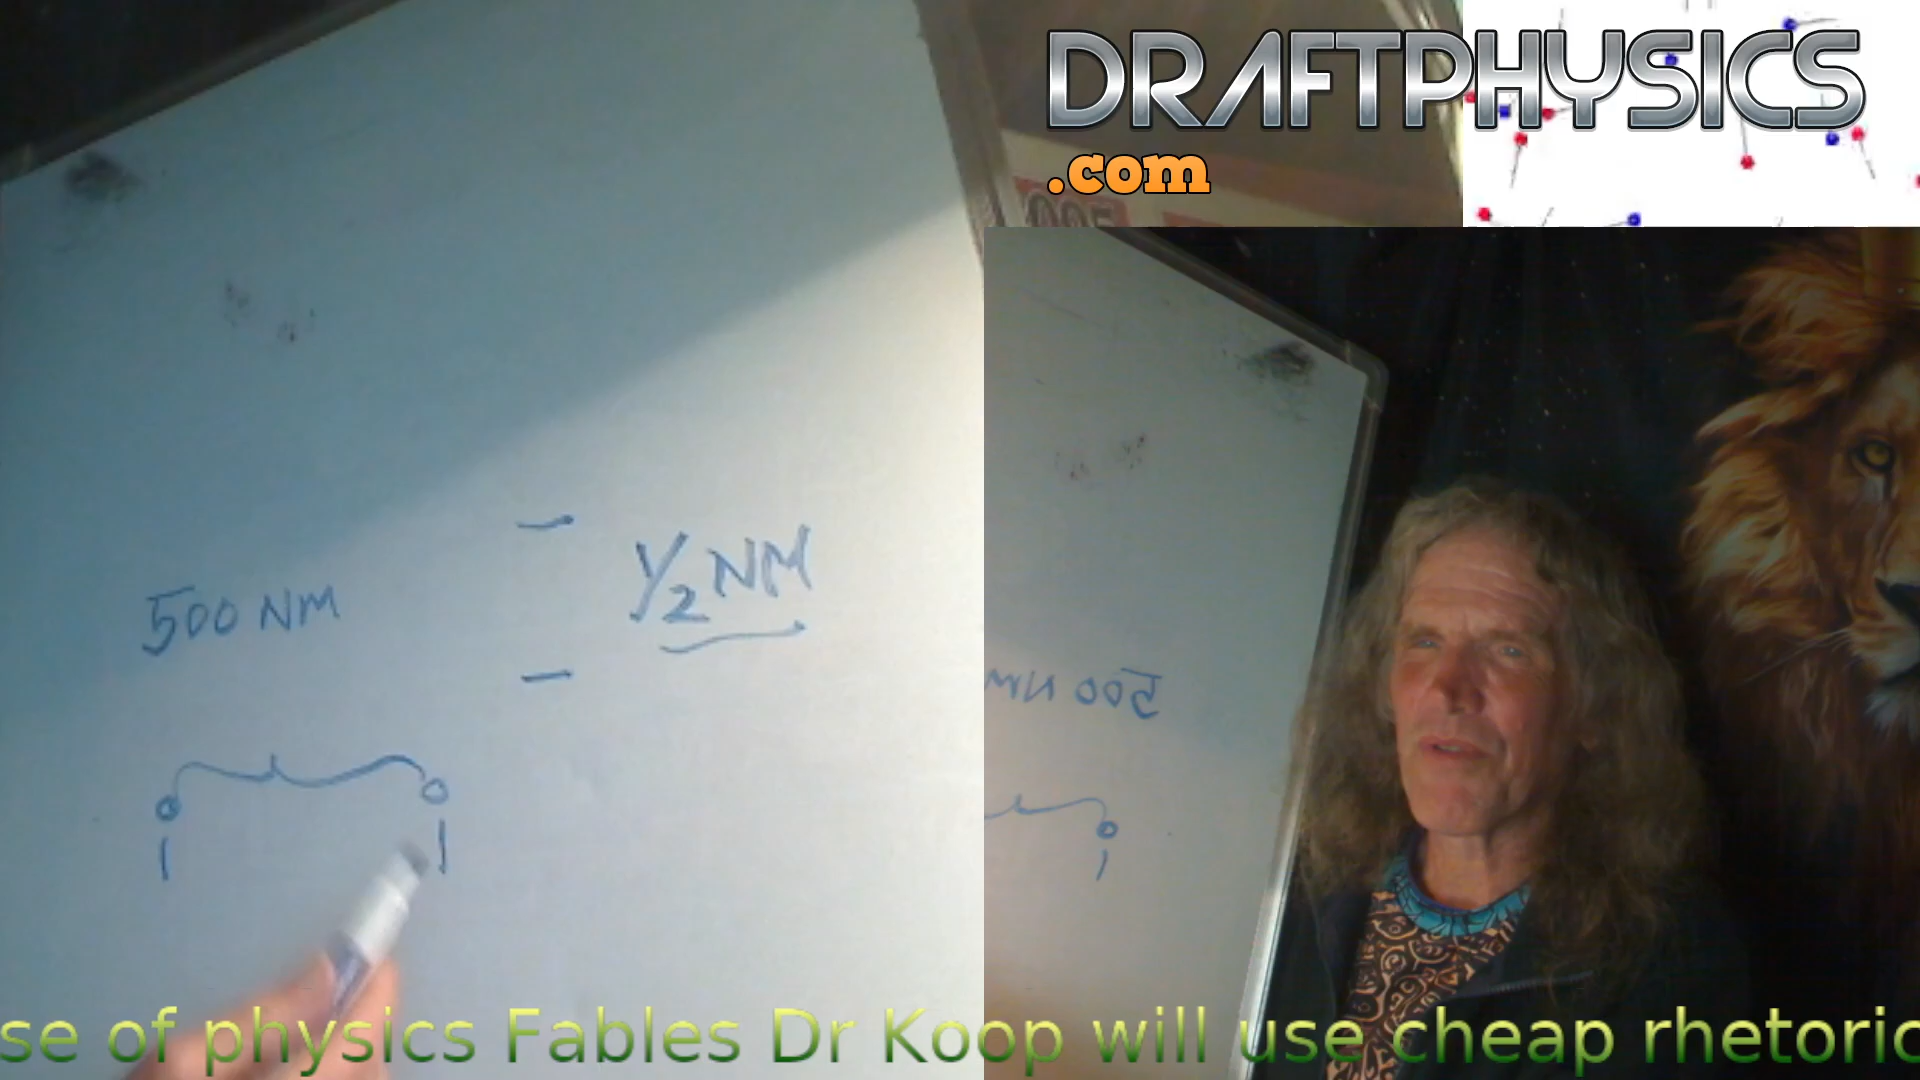 DRAFTPHYSICS
.com
½ NM
500 NM
500 NM
se of physics Fables Dr Koop will use cheap rhetoric